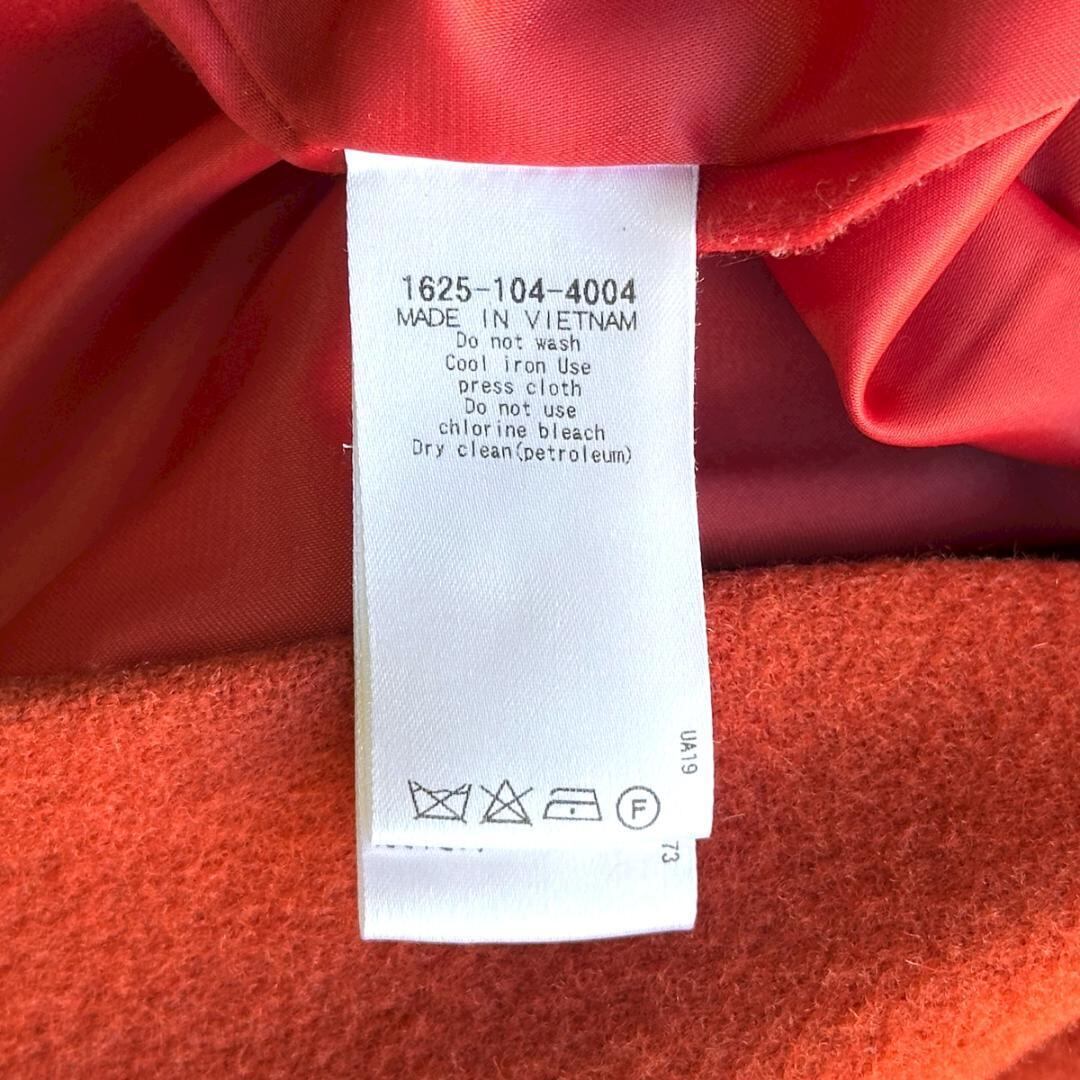 1625-104-4004
MADE IN VIETNAM
Do not wash
Cool iron Use
press cloth
Do not use
chlorine bleach
Dry clean(petroleum)
UA19
F
73